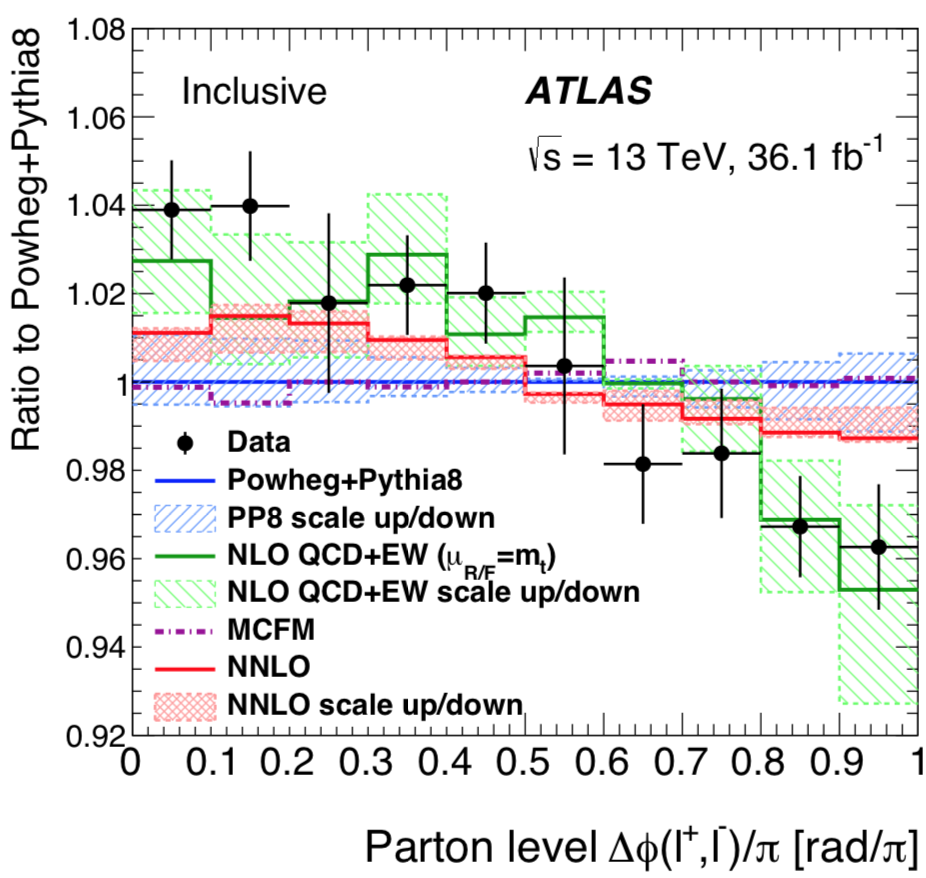 Ratio to Powheg+Pythia8
1.08
1.06
1.04
1.02
1
0.98
0.96
0.94
0.92
Inclusive
ATLAS
√s = 13 TeV, 36.1 fb⁻¹
Data
Powheg+Pythia8
PP8 scale up/down
NLO QCD+EW (μ_R/F=m_t)
NLO QCD+EW scale up/down
MCFM
NNLO
NNLO scale up/down
0 0.1 0.2 0.3 0.4 0.5 0.6 0.7 0.8 0.9 1
Parton level Δϕ(l⁺,l⁻)/π [rad/π]